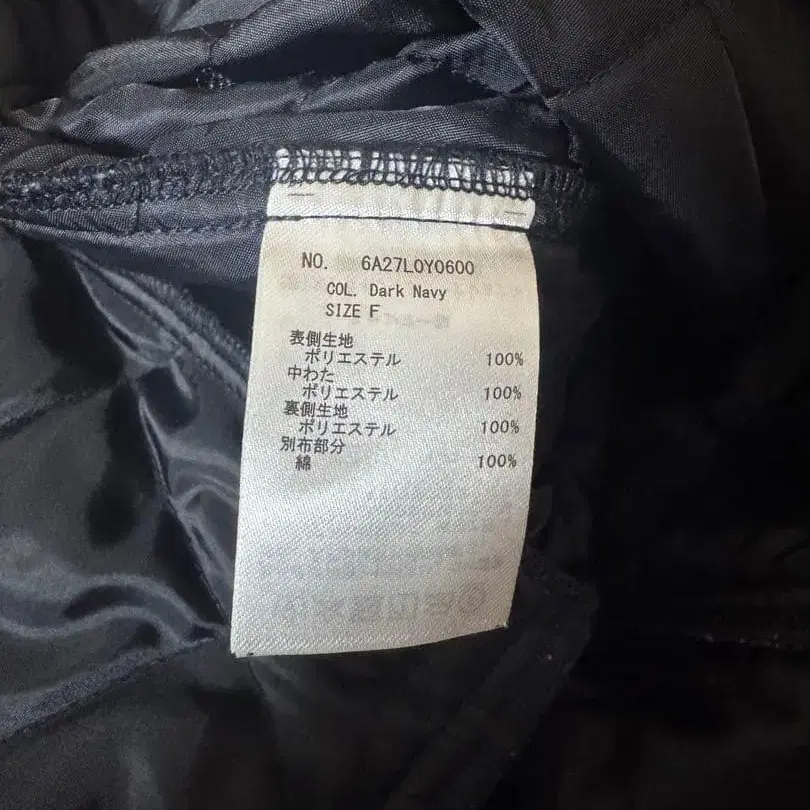 NO. 6A27L0Y0600
COL. Dark Navy
SIZE F
表側生地
ポリエステル 100%
中わた
ポリエステル 100%
裏側生地
ポリエステル 100%
別布部分
綿 100%